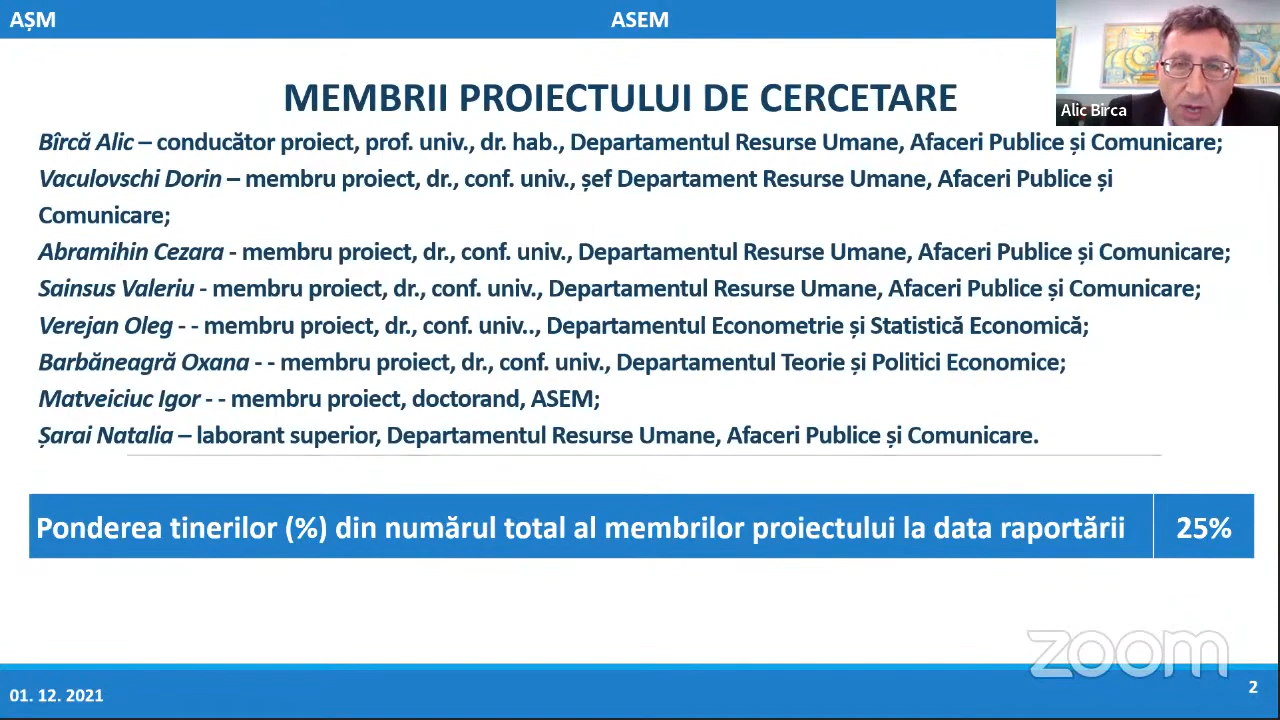 AȘM
ASEM
Alic Birca
MEMBRII PROIECTULUI DE CERCETARE
Bîrcă Alic – conducător proiect, prof. univ., dr. hab., Departamentul Resurse Umane, Afaceri Publice și Comunicare;
Vaculovschi Dorin – membru proiect, dr., conf. univ., șef Departament Resurse Umane, Afaceri Publice și
Comunicare;
Abramihin Cezara - membru proiect, dr., conf. univ., Departamentul Resurse Umane, Afaceri Publice și Comunicare;
Sainsus Valeriu - membru proiect, dr., conf. univ., Departamentul Resurse Umane, Afaceri Publice și Comunicare;
Verejan Oleg - - membru proiect, dr., conf. univ.., Departamentul Econometrie și Statistică Economică;
Barbăneagră Oxana - - membru proiect, dr., conf. univ., Departamentul Teorie și Politici Economice;
Matveiciuc Igor - - membru proiect, doctorand, ASEM;
Șarai Natalia – laborant superior, Departamentul Resurse Umane, Afaceri Publice și Comunicare.
Ponderea tinerilor (%) din numărul total al membrilor proiectului la data raportării 25%
zoom
01. 12. 2021
2